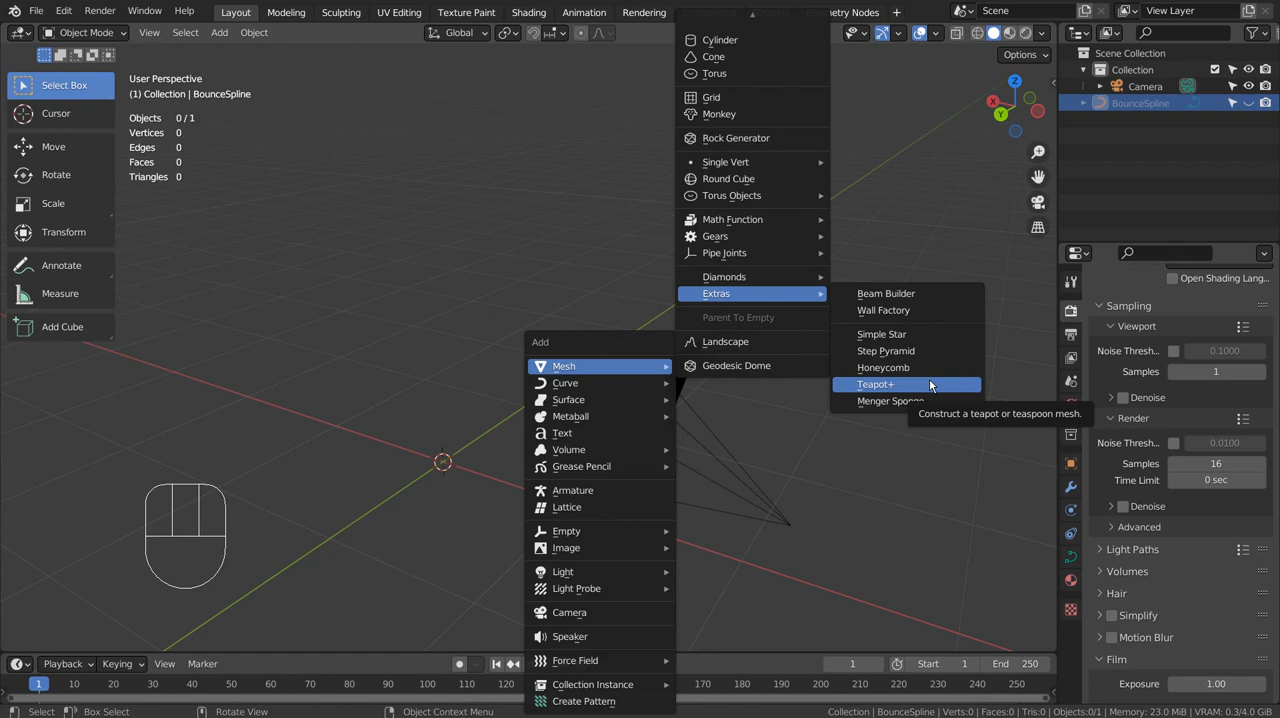 File Edit Render Window Help Layout Modeling Sculpting UV Editing Texture Paint Shading Animation Rendering Geometry Nodes + Scene View Layer
Object Mode View Select Add Object Global Options
Select Box
Cursor
Move
Rotate
Scale
Transform
Annotate
Measure
Add Cube
User Perspective
(1) Collection | BounceSpline
Objects 0 / 1
Vertices 0
Edges 0
Faces 0
Triangles 0
Add
Mesh
Curve
Surface
Metaball
Text
Volume
Grease Pencil
Armature
Lattice
Empty
Image
Light
Light Probe
Camera
Speaker
Force Field
Collection Instance
Create Pattern
Cylinder
Cone
Torus
Grid
Monkey
Rock Generator
Single Vert
Round Cube
Torus Objects
Math Function
Gears
Pipe Joints
Diamonds
Extras
Parent To Empty
Landscape
Geodesic Dome
Beam Builder
Wall Factory
Simple Star
Step Pyramid
Honeycomb
Teapot+
Menger Sponge
Construct a teapot or teaspoon mesh.
Z
X
Y
Scene Collection
Collection
Camera
BounceSpline
Open Shading Lang...
Sampling
Viewport
Noise Thresh... 0.1000
Samples 1
Denoise
Render
Noise Thresh... 0.0100
Samples 16
Time Limit 0 sec
Denoise
Advanced
Light Paths
Volumes
Hair
Simplify
Motion Blur
Film
Exposure 1.00
Playback Keying View Marker 1 Start 1 End 250
1 10 20 30 40 50 60 70 80 90 100 110 120 170 180 190 200 210 220 230 240 250
Select Box Select Rotate View Object Context Menu Collection | BounceSpline | Verts:0 | Faces:0 | Tris:0 | Objects:0/1 | Memory: 23.0 MiB | VRAM: 0.3/4.0 GiB